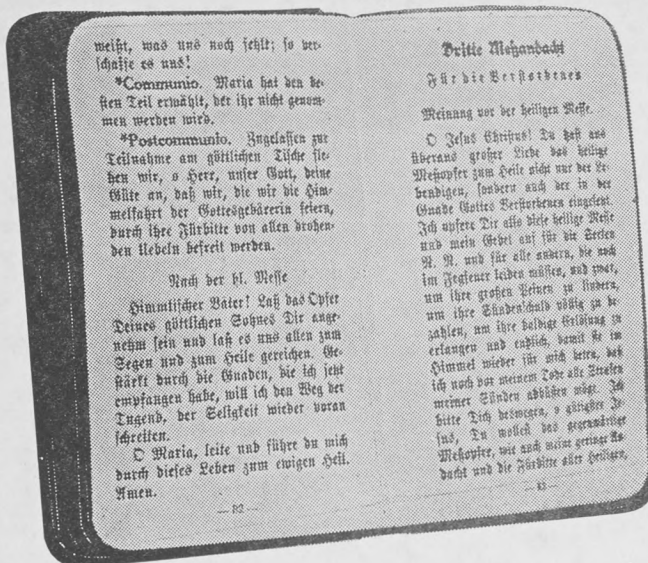 weißt, was uns noch fehlt; so ver-
schaffe es uns!
*Communio. Maria hat den be-
sten Teil erwählt, der ihr nicht genom-
men werden wird.
*Postcommunio. Zugelassen zur
Teilnahme am göttlichen Tische fle-
hen wir, o Herr, unser Gott, deine
Güte an, daß wir, die wir die Him-
melfahrt der Gottesgebärerin feiern,
durch ihre Fürbitte von allen drohen-
den Uebeln befreit werden.
Nach der hl. Messe
Himmlischer Vater! Laß das Opfer
Deines göttlichen Sohnes Dir ange-
nehm sein und laß es uns allen zum
Segen und zum Heile gereichen. Ge-
stärkt durch die Gnaden, die ich jetzt
empfangen habe, will ich den Weg der
Tugend, der Seligkeit wieder voran
schreiten.
O Maria, leite und führe du mich
durch dieses Leben zum ewigen Heil.
Amen.
— 82 —
Dritte Meßandacht
Für die Verstorbenen
Meinung vor der heiligen Messe.
O Jesus Christus! Du hast aus
überaus großer Liebe das heilige
Meßopfer zum Heile nicht nur der Le-
bendigen, sondern auch der in der
Gnade Gottes Verstorbenen eingesetzt.
Ich opfere Dir also diese heilige Messe
und mein Gebet auf für die Seelen
N. N. und für alle andern, die noch
im Fegfeuer leiden müssen, und zwar,
um ihre großen Peinen zu lindern,
um ihre Sündenschuld völlig zu be-
zahlen, um ihre baldige Erlösung zu
erlangen und endlich, damit sie im
Himmel wieder für mich beten, daß
ich noch vor meinem Tode alle Strafen
meiner Sünden abbüßen möge. Ich
bitte Dich deswegen, o gütigster Je-
sus, Du wollest das gegenwärtige
Meßopfer, wie auch meine geringe An-
dacht und die Fürbitte aller Heiligen,
— 83 —